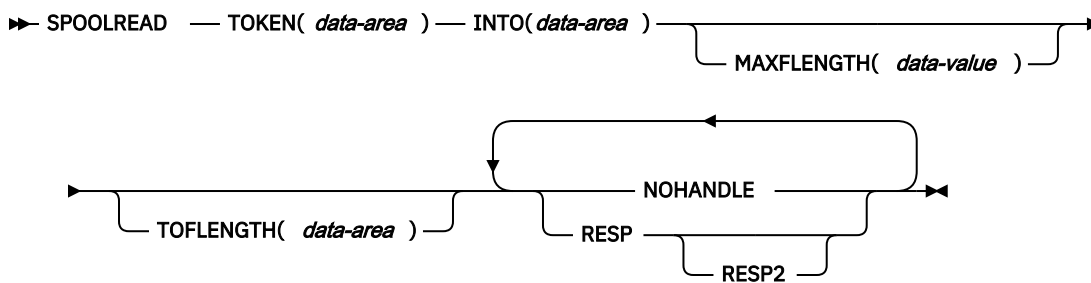 SPOOLREAD TOKEN( data-area ) INTO( data-area )
MAXFLENGTH( data-value )
NOHANDLE
TOFLENGTH( data-area )
RESP
RESP2